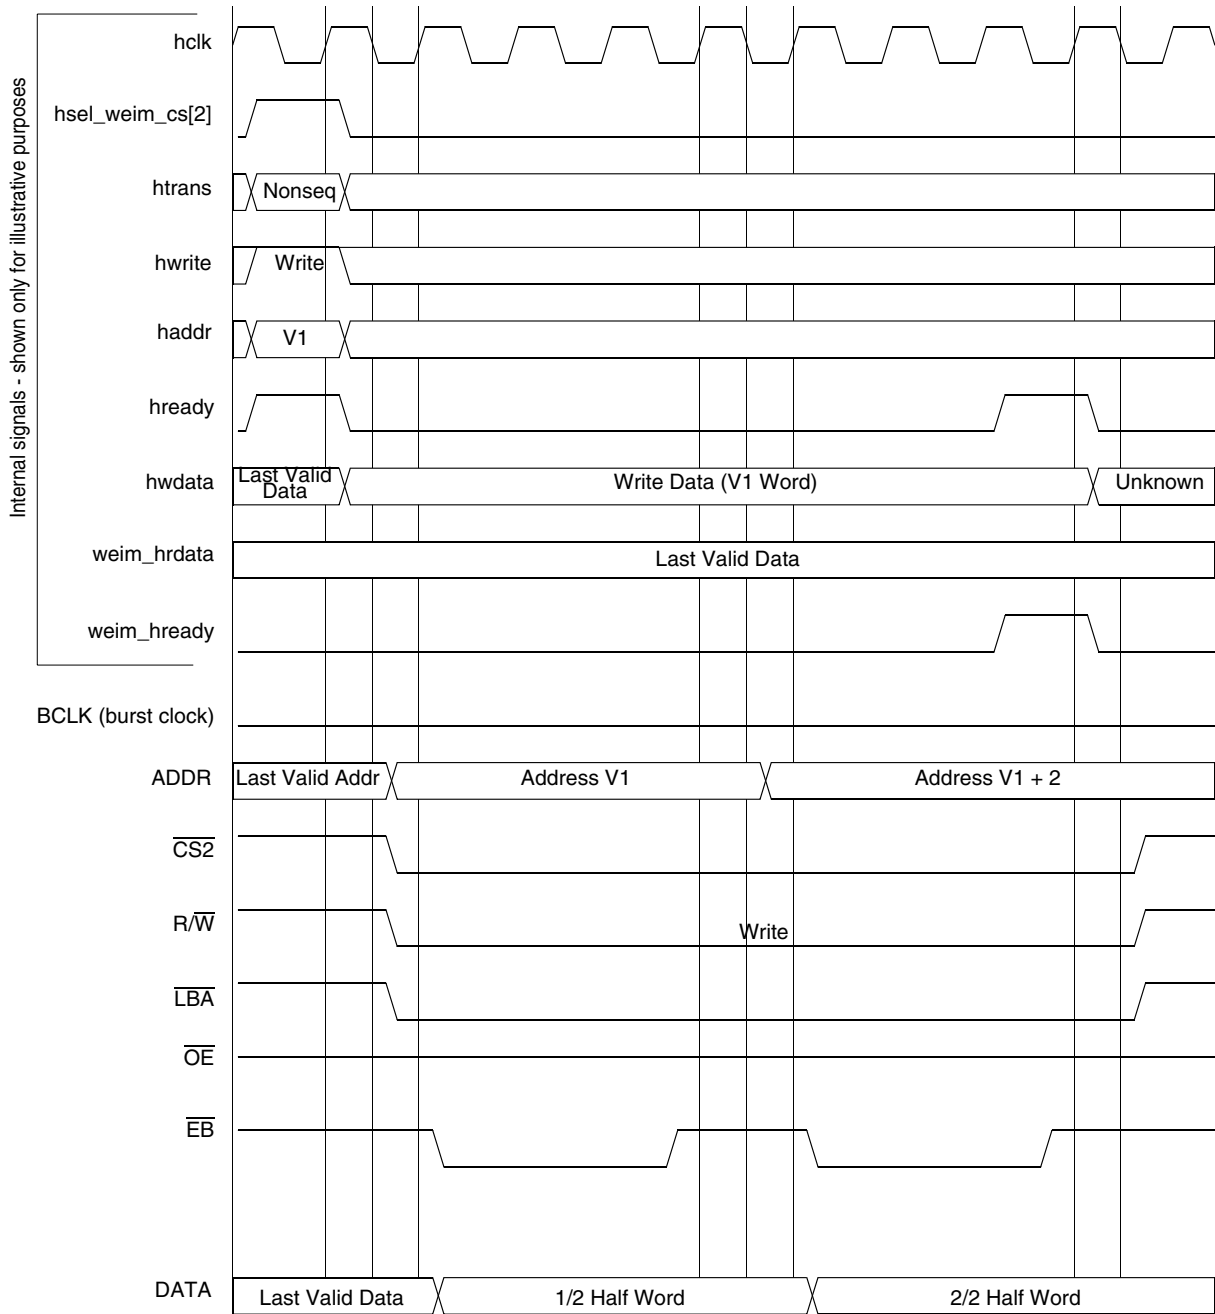 Internal signals - shown only for illustrative purposes
hclk
hsel_weim_cs[2]
htrans
Nonseq
hwrite
Write
haddr
V1
hready
hwdata
Last Valid
Data
Write Data (V1 Word)
Unknown
weim_hrdata
Last Valid Data
weim_hready
BCLK (burst clock)
ADDR
Last Valid Addr
Address V1
Address V1 + 2
CS2
R/W
Write
LBA
OE
EB
DATA
Last Valid Data
1/2 Half Word
2/2 Half Word